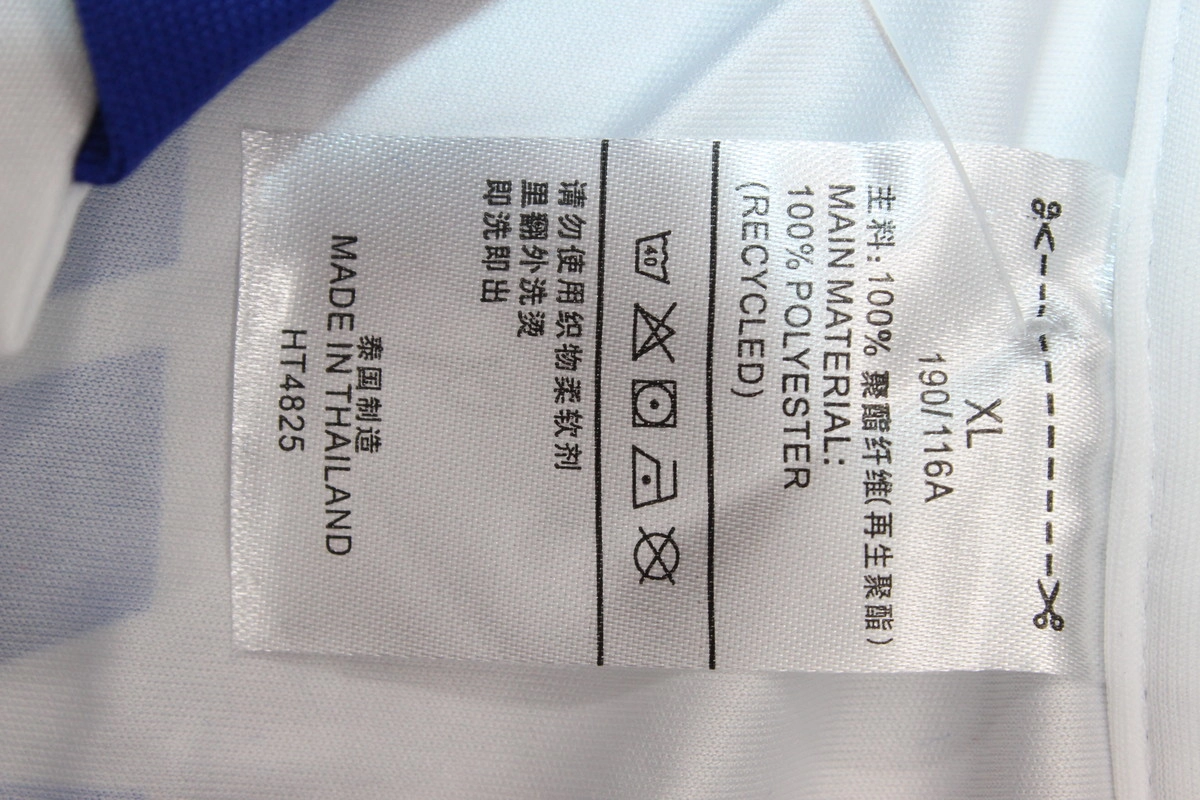 XL
190/116A
主料: 100% 聚酯纤维(再生聚酯)
MAIN MATERIAL:
100% POLYESTER
(RECYCLED)
40
请勿使用织物柔软剂
里翻外洗烫
即洗即出
泰国制造
MADE IN THAILAND
HT4825